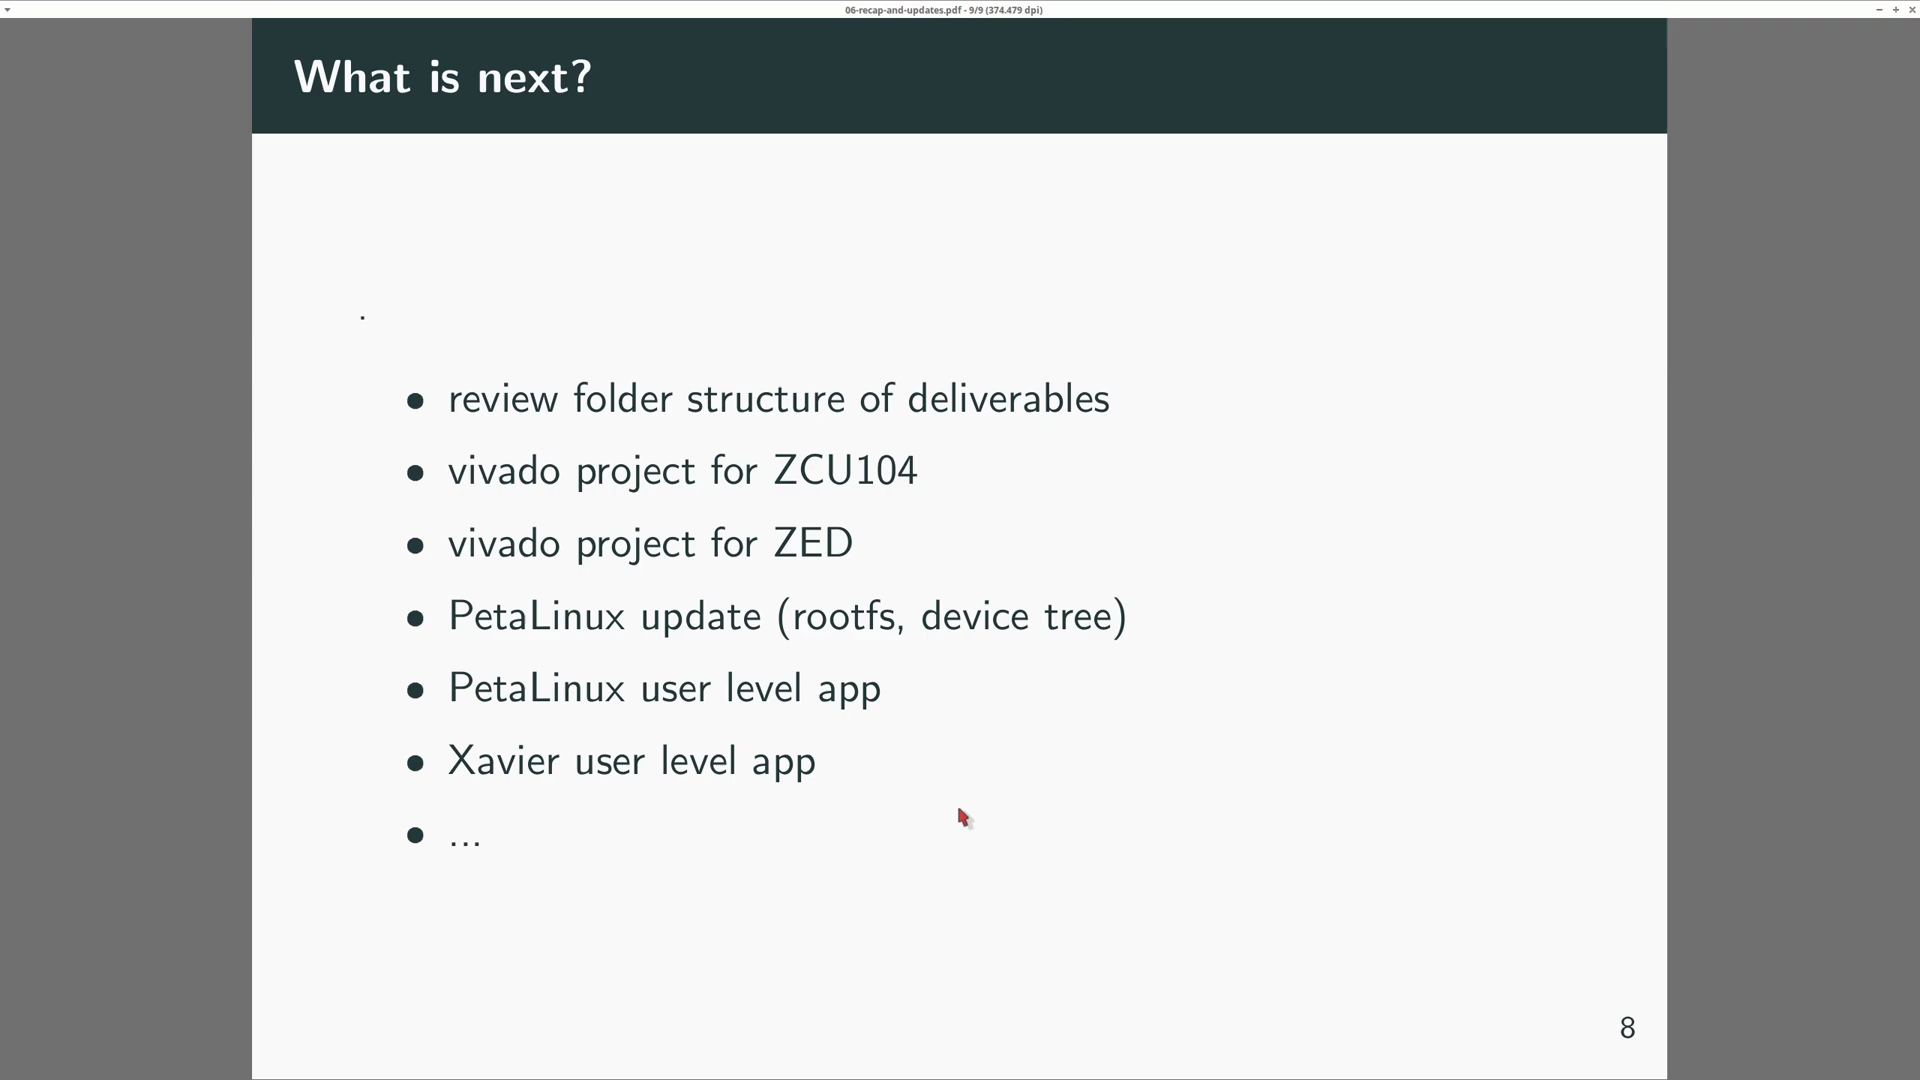 06-recap-and-updates.pdf - 9/9 (374.479 dpi)
What is next?
.
• review folder structure of deliverables
• vivado project for ZCU104
• vivado project for ZED
• PetaLinux update (rootfs, device tree)
• PetaLinux user level app
• Xavier user level app
• ...
8